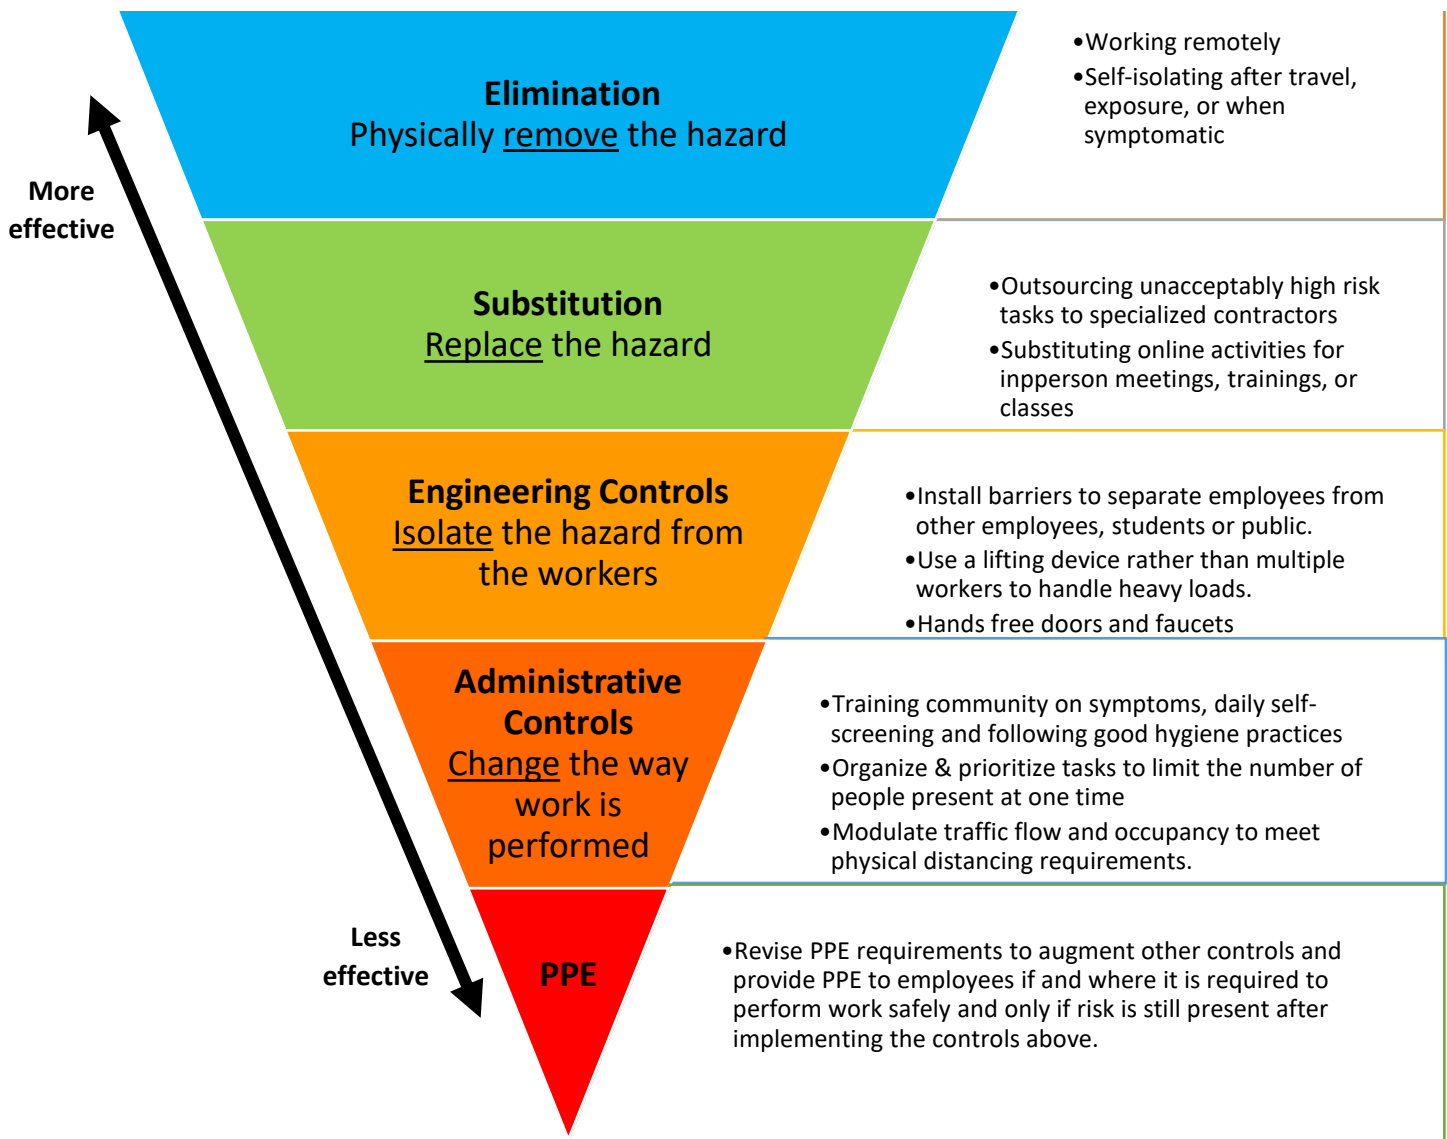 Elimination
Physically remove the hazard
•Working remotely
•Self-isolating after travel,
exposure, or when
symptomatic
More
effective
Substitution
Replace the hazard
•Outsourcing unacceptably high risk
tasks to specialized contractors
•Substituting online activities for
inpperson meetings, trainings, or
classes
Engineering Controls
Isolate the hazard from
the workers
•Install barriers to separate employees from
other employees, students or public.
•Use a lifting device rather than multiple
workers to handle heavy loads.
•Hands free doors and faucets
Administrative
Controls
Change the way
work is
performed
•Training community on symptoms, daily self-
screening and following good hygiene practices
•Organize & prioritize tasks to limit the number of
people present at one time
•Modulate traffic flow and occupancy to meet
physical distancing requirements.
Less
effective
PPE
•Revise PPE requirements to augment other controls and
provide PPE to employees if and where it is required to
perform work safely and only if risk is still present after
implementing the controls above.